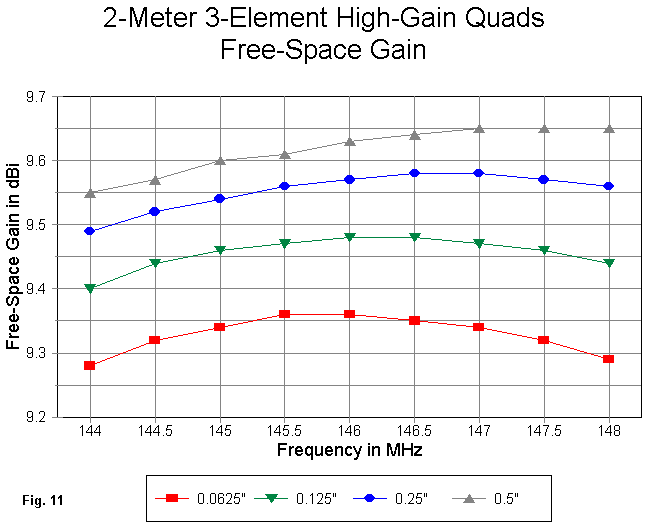 2-Meter 3-Element High-Gain Quads
Free-Space Gain
Free-Space Gain in dBi
9.7
9.6
9.5
9.4
9.3
9.2
144 144.5 145 145.5 146 146.5 147 147.5 148
Frequency in MHz
Fig. 11
0.0625" 0.125" 0.25" 0.5"